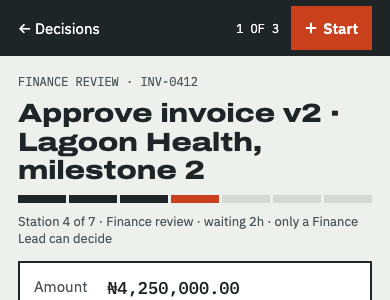 ← Decisions
1 OF 3
+ Start
FINANCE REVIEW · INV-0412
Approve invoice v2 ·
Lagoon Health,
milestone 2
Station 4 of 7 · Finance review · waiting 2h · only a Finance
Lead can decide
Amount ₦4,250,000.00